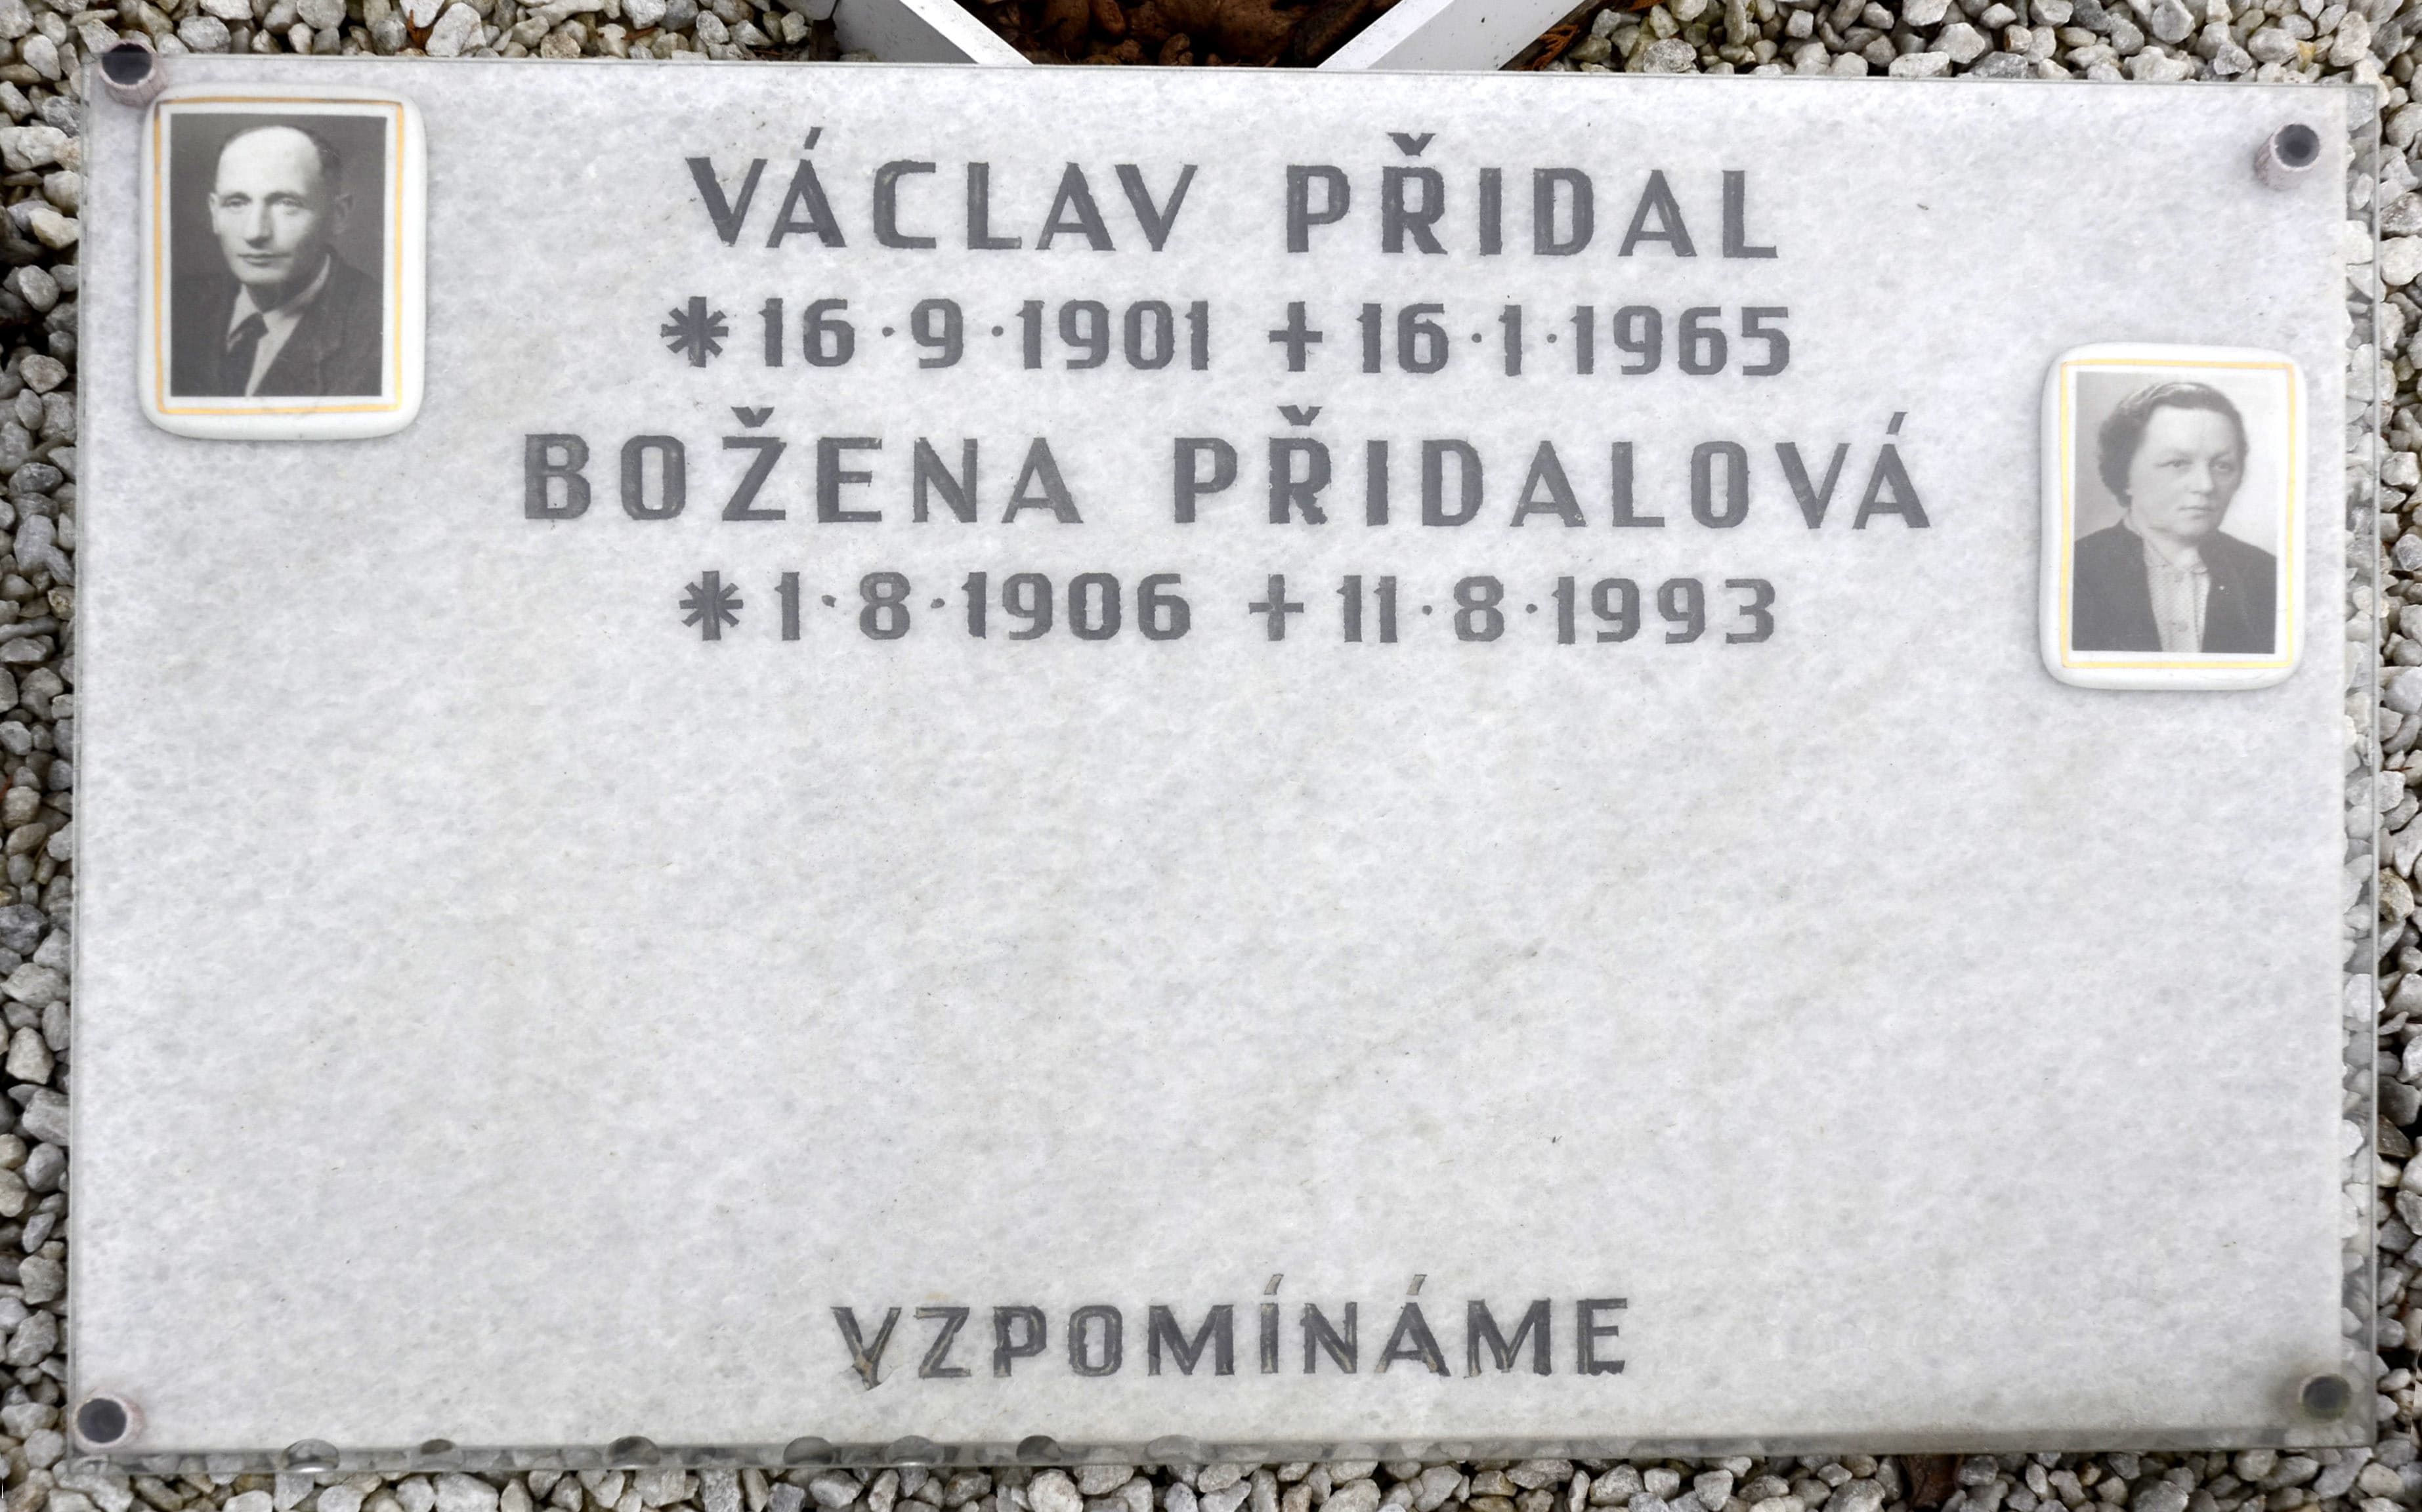 VÁCLAV PŘIDAL
*16·9·1901 +16·1·1965
BOŽENA PŘIDALOVÁ
*1·8·1906 +11·8·1993
VZPOMÍNÁME